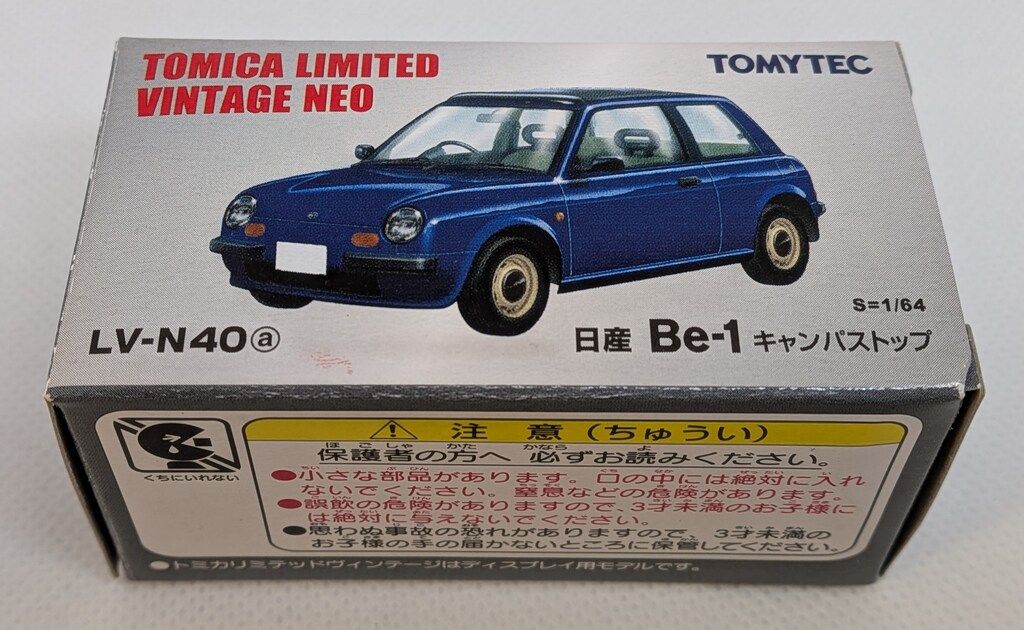 TOMICA LIMITED
VINTAGE NEO
TOMYTEC
S=1/64
LV-N40ⓐ
日産 Be-1 キャンバストップ
くちにいれない
⚠ 注意(ちゅうい)
保護者の方へ 必ずお読みください。
●小さな部品があります。口の中には絶対に入れ
ないでください。窒息などの危険があります。
●誤飲の危険がありますので、3才未満のお子様に
は絶対に与えないでください。
●思わぬ事故の恐れがありますので、3才未満の
お子様の手の届かないところに保管してください。
●トミカリミテッドヴィンテージはディスプレイ用モデルです。